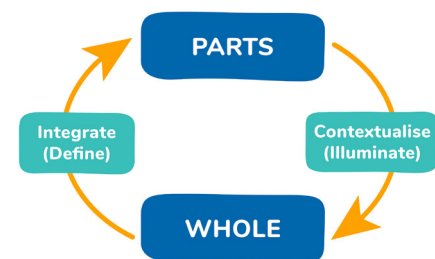 PARTS
Integrate
(Define)
Contextualise
(Illuminate)
WHOLE